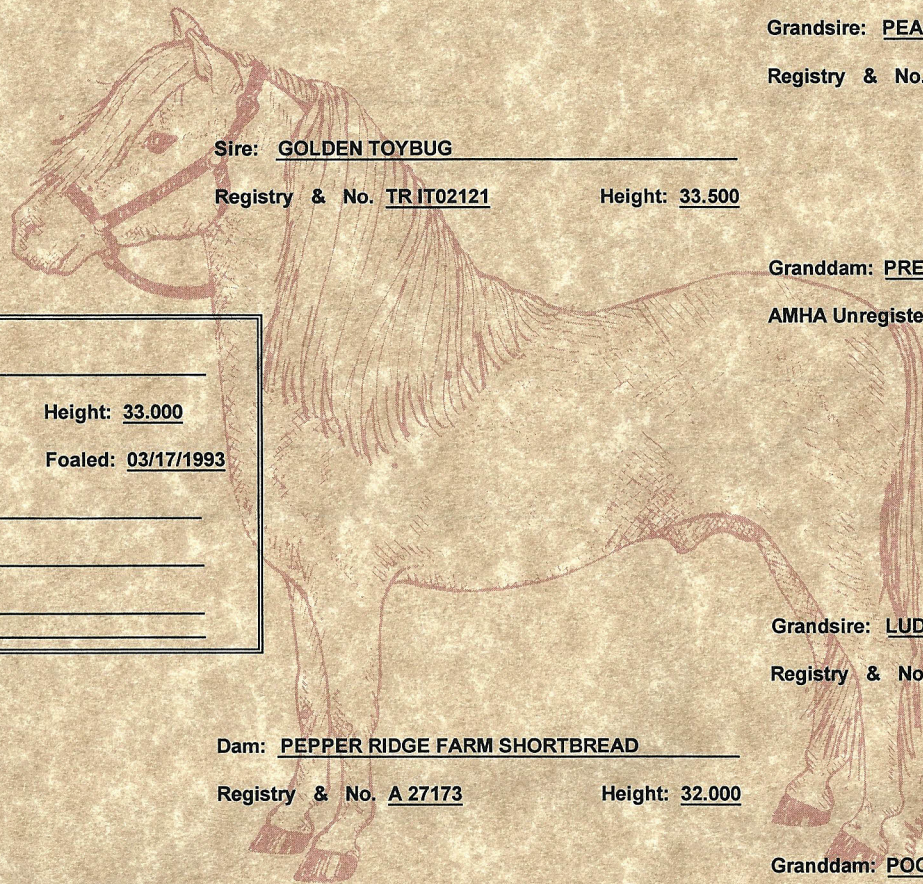 Grandsire: PEA
Registry & No.
Sire: GOLDEN TOYBUG
Registry & No. TR IT02121 Height: 33.500
Granddam: PRE
AMHA Unregiste
Height: 33.000
Foaled: 03/17/1993
Grandsire: LUD
Registry & No
Dam: PEPPER RIDGE FARM SHORTBREAD
Registry & No. A 27173 Height: 32.000
Granddam: POC